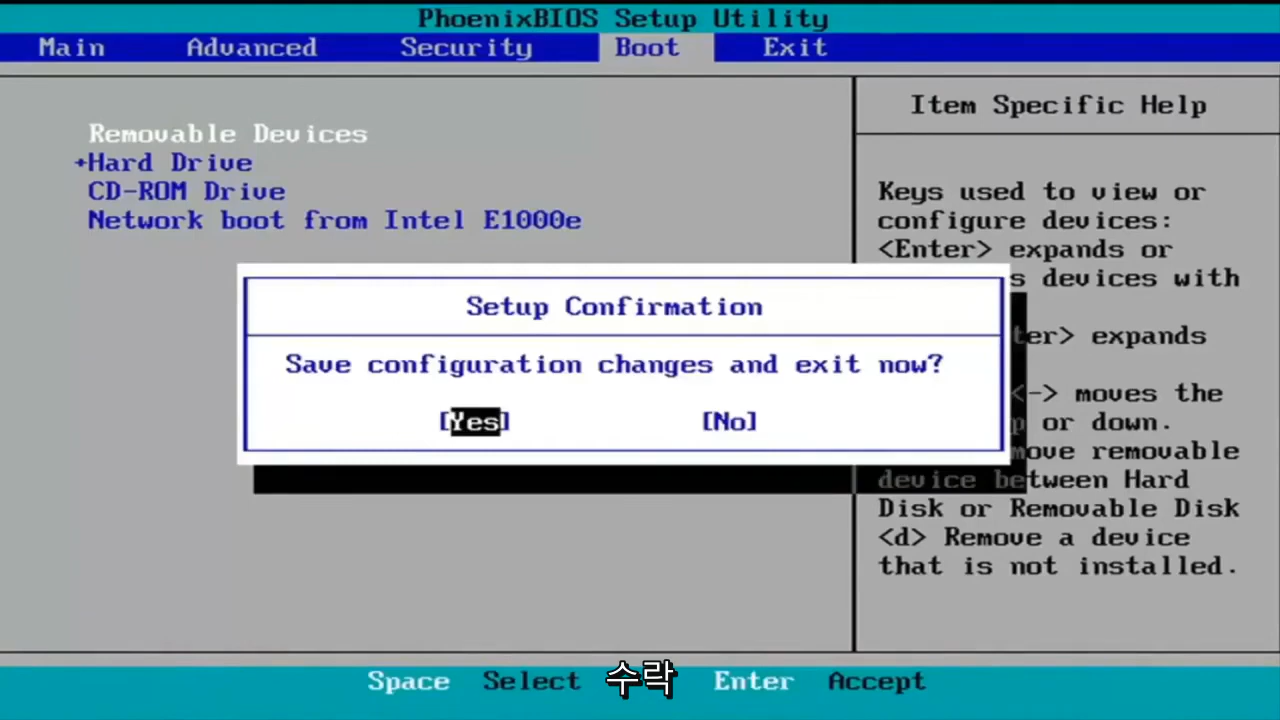 PhoenixBIOS Setup Utility
Main Advanced Security Boot Exit
Removable Devices
+Hard Drive
CD-ROM Drive
Network boot from Intel E1000e
Setup Confirmation
Save configuration changes and exit now?
[Yes] [No]
Item Specific Help
Keys used to view or
configure devices:
<Enter> expands or
s devices with
ter> expands
<-> moves the
p or down.
move removable
device between Hard
Disk or Removable Disk
<d> Remove a device
that is not installed.
Space Select 수락 Enter Accept